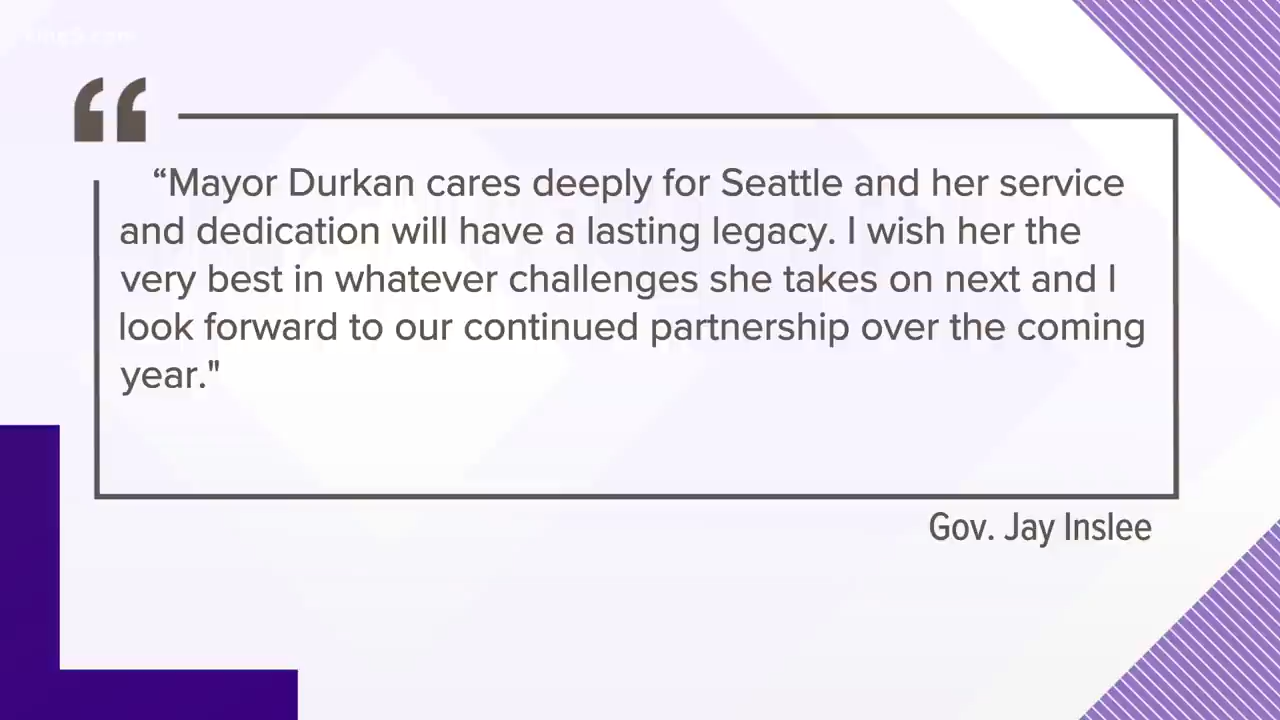 “Mayor Durkan cares deeply for Seattle and her service
and dedication will have a lasting legacy. I wish her the
very best in whatever challenges she takes on next and I
look forward to our continued partnership over the coming
year."
Gov. Jay Inslee